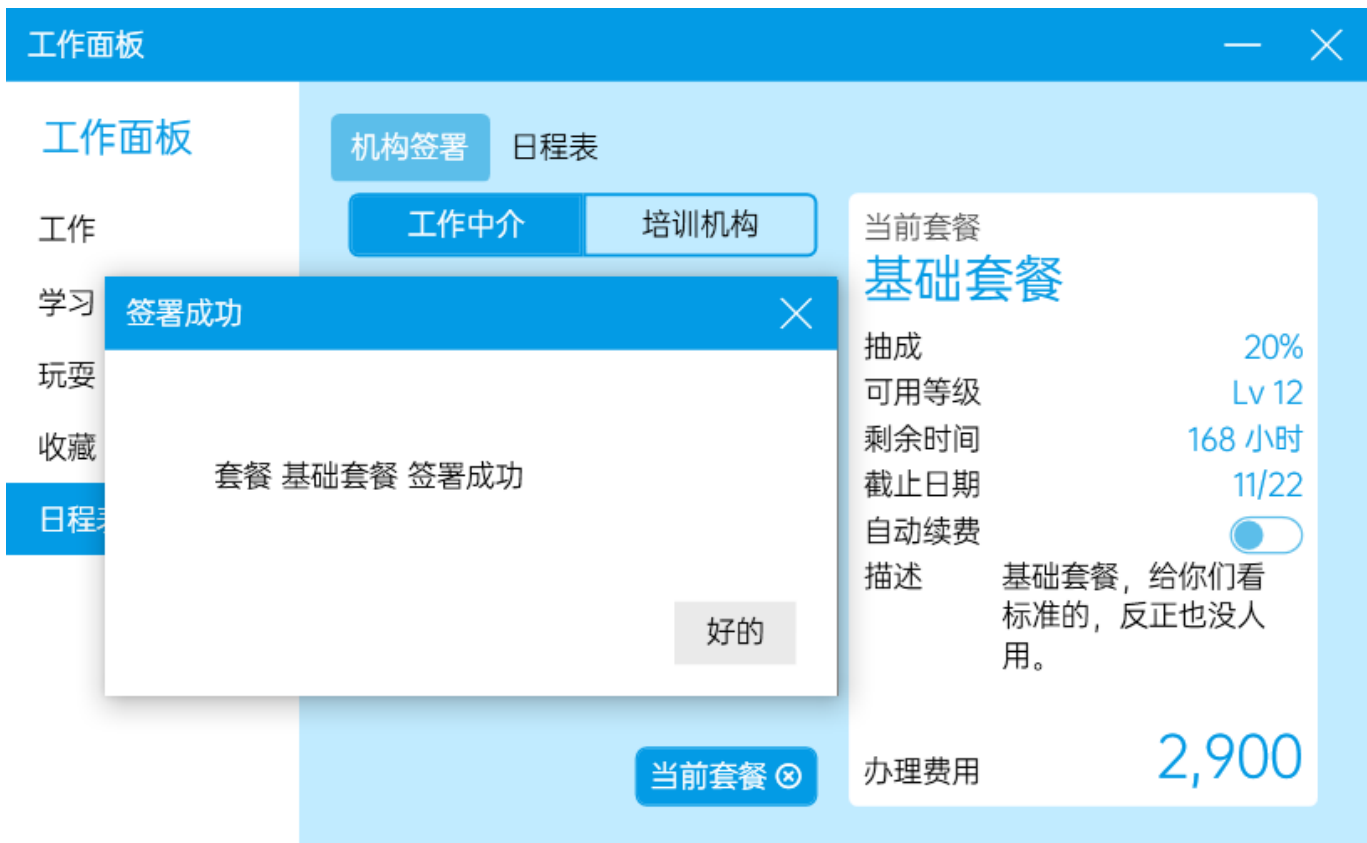 工作面板
工作面板
工作
学习
玩耍
收藏
日程
机构签署
日程表
工作中介
培训机构
签署成功
套餐 基础套餐 签署成功
好的
当前套餐
当前套餐
基础套餐
抽成
20%
可用等级
Lv 12
剩余时间
168 小时
截止日期
11/22
自动续费
描述
基础套餐，给你们看
标准的，反正也没人
用。
办理费用
2,900